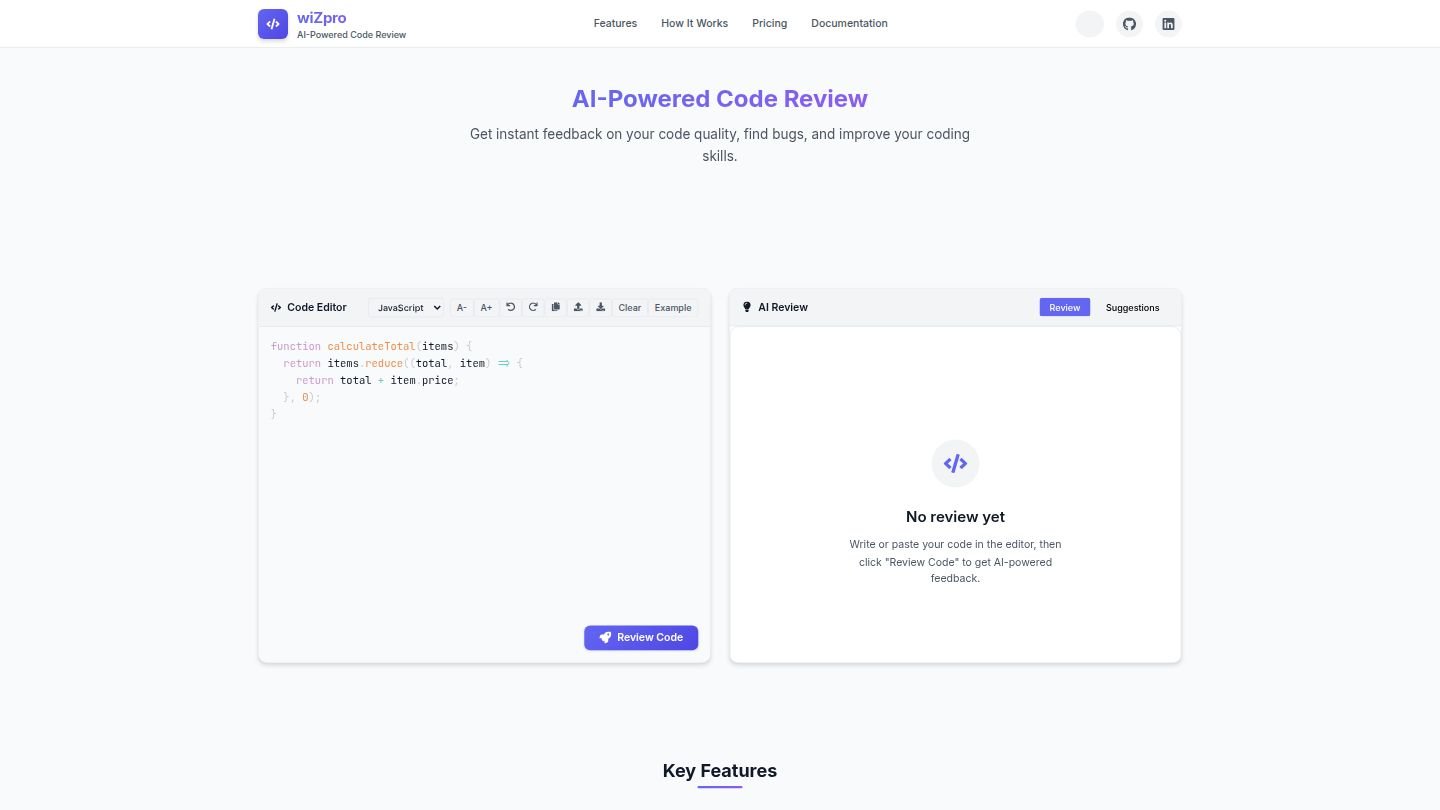 wiZpro
AI-Powered Code Review
Features
How It Works
Pricing
Documentation
AI-Powered Code Review
Get instant feedback on your code quality, find bugs, and improve your coding
skills.
Code Editor
JavaScript
A-
A+
Clear
Example
function calculateTotal(items) {
  return items.reduce((total, item) => {
    return total + item.price;
  }, 0);
}
Review Code
AI Review
Review
Suggestions
No review yet
Write or paste your code in the editor, then
click "Review Code" to get AI-powered
feedback.
Key Features